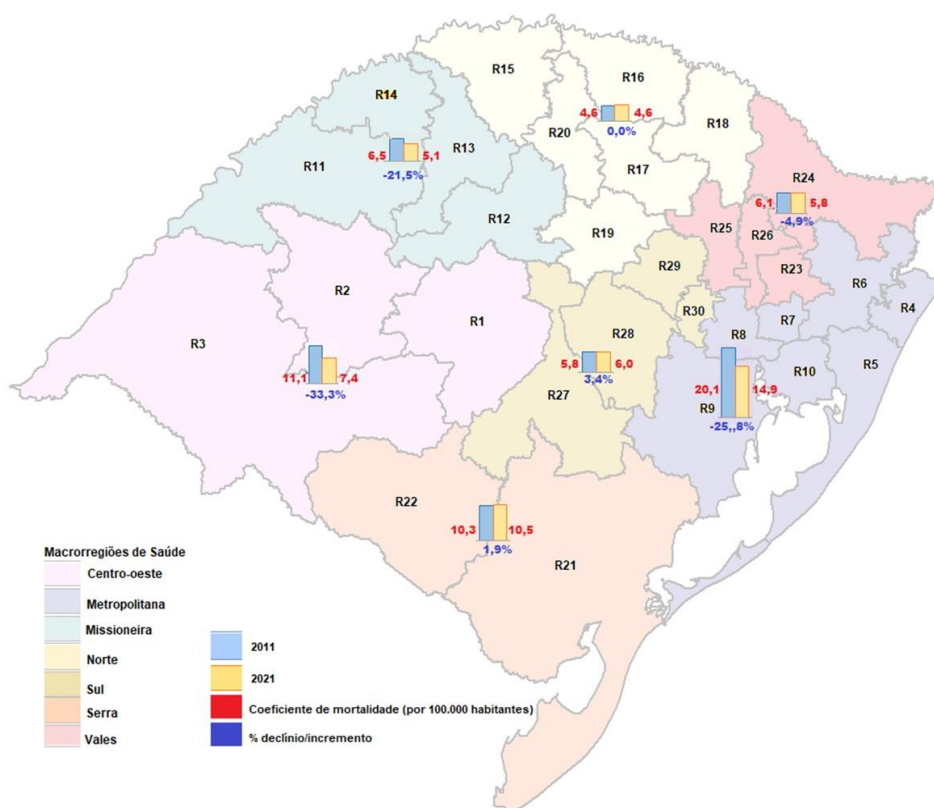 R15
R16
R14
4,6 4,6
R18
R13
R20
0,0%
6,5 5,1
R11
R17
-21,5%
R24
6,1 5,8
R12
-4,9%
R25
R26
R19
R29
R23
R6
R2
R4
R30
R1
R28
R8
R7
R3
5,8 6,0
R5
R10
11,1 7,4
3,4%
20,1 14,9
-33,3%
R27
R9
-25,,8%
R22
10,3 10,5
1,9%
R21
Macrorregiões de Saúde
Centro-oeste
Metropolitana
Missioneira
Norte
Sul
Serra
Vales
2011
2021
Coeficiente de mortalidade (por 100.000 habitantes)
% declínio/incremento